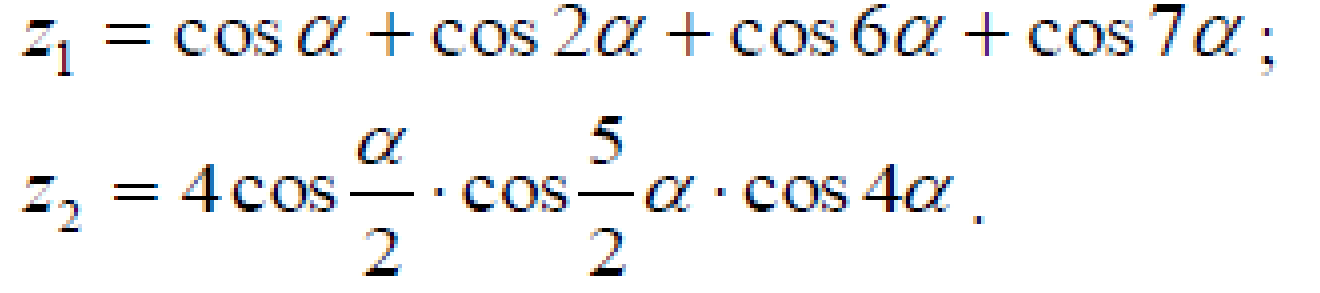 z₁ = cos α + cos 2α + cos 6α + cos 7α ;
z₂ = 4 cos α/2 · cos 5/2 α · cos 4α .